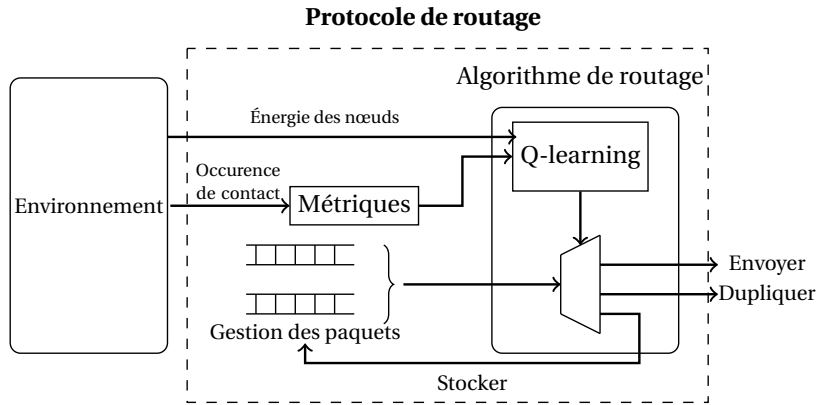 Protocole de routage
Algorithme de routage
Énergie des nœuds
Q-learning
Occurence
de contact
Environnement
Métriques
Envoyer
Dupliquer
Gestion des paquets
Stocker